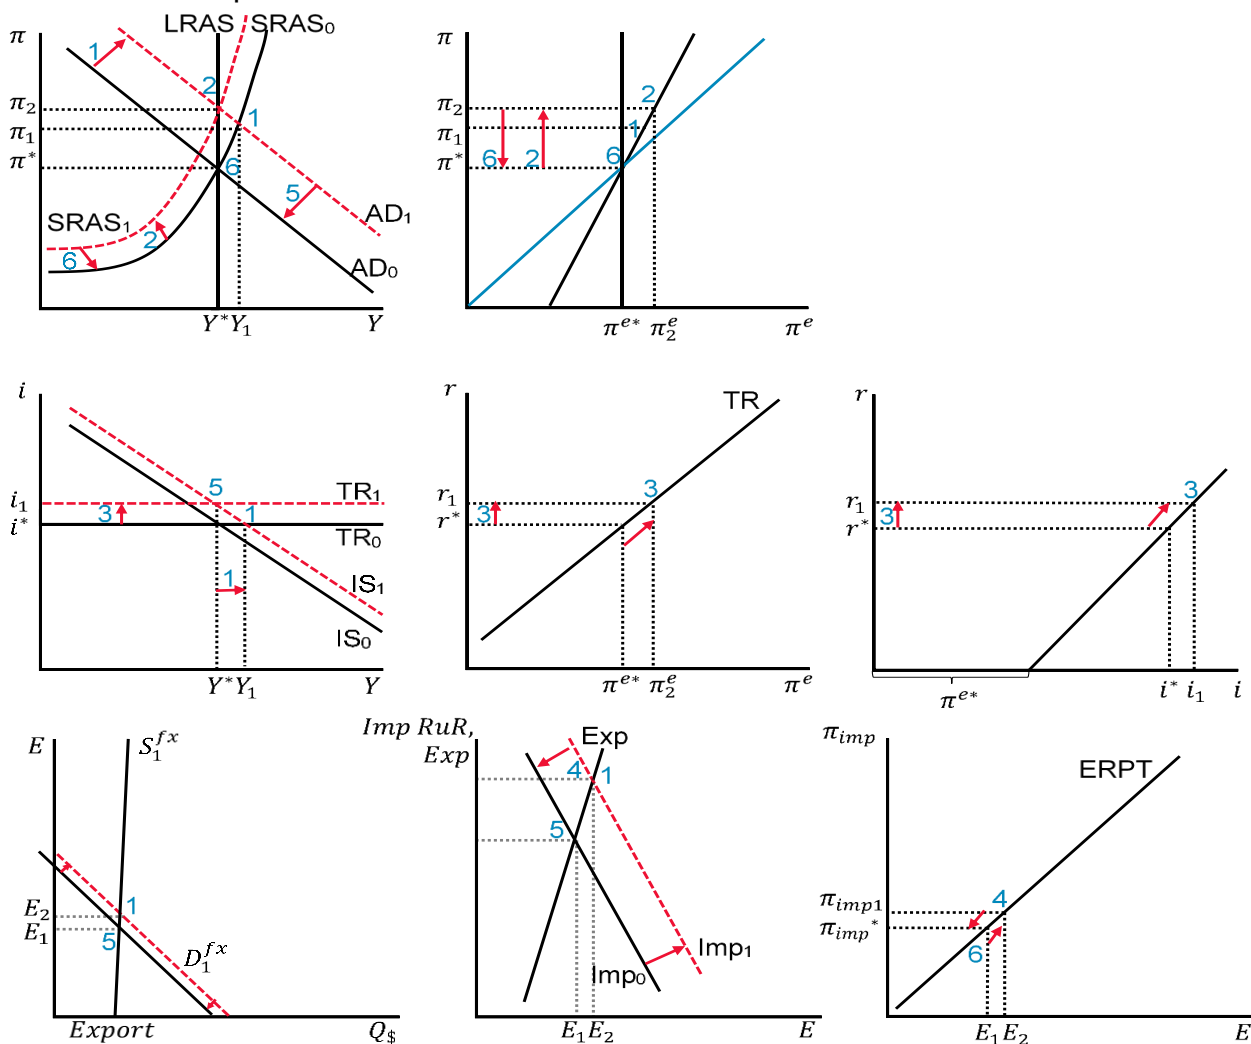 LRAS SRAS₀
π
1
2
π₂
1
π₁
π*
6
5
SRAS₁
AD₁
2
6
AD₀
Y* Y₁ Y
π
π₂
2
π₁
1
π*
6
2
6
πᵉ* π₂ᵉ πᵉ
i
5
TR₁
i₁
3
1
i*
TR₀
1
IS₁
IS₀
Y* Y₁ Y
r
TR
r₁
3
r*
3
πᵉ* π₂ᵉ πᵉ
r
3
r₁
3
r*
πᵉ* i* i₁ i
E
S₁ᶠˣ
1
E₂
E₁
5
D₁ᶠˣ
Export Q$
Imp RuR,
Exp
Exp
4
1
5
Imp₁
Imp₀
E₁ E₂ E
π_imp
ERPT
4
π_imp1
π_imp*
6
E₁ E₂ E